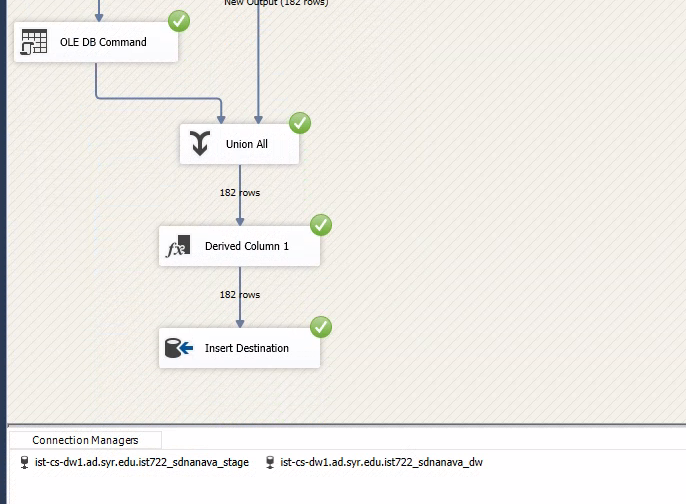 New Output (182 rows)
OLE DB Command
Union All
182 rows
Derived Column 1
182 rows
Insert Destination
Connection Managers
ist-cs-dw1.ad.syr.edu.ist722_sdnanava_stage ist-cs-dw1.ad.syr.edu.ist722_sdnanava_dw